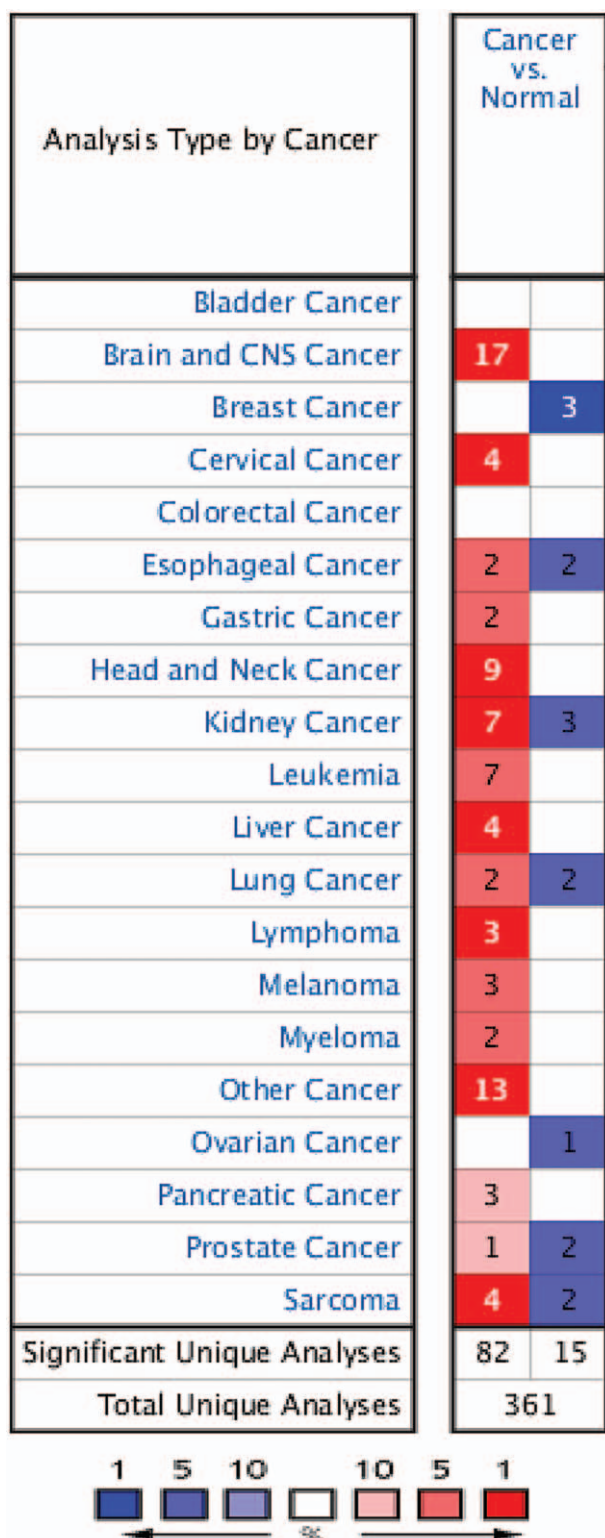 Cancer
vs.
Normal
Analysis Type by Cancer
Bladder Cancer
Brain and CNS Cancer 17
Breast Cancer 3
Cervical Cancer 4
Colorectal Cancer
Esophageal Cancer 2 2
Gastric Cancer 2
Head and Neck Cancer 9
Kidney Cancer 7 3
Leukemia 7
Liver Cancer 4
Lung Cancer 2 2
Lymphoma 3
Melanoma 3
Myeloma 2
Other Cancer 13
Ovarian Cancer 1
Pancreatic Cancer 3
Prostate Cancer 1 2
Sarcoma 4 2
Significant Unique Analyses 82 15
Total Unique Analyses 361
1 5 10 10 5 1
%